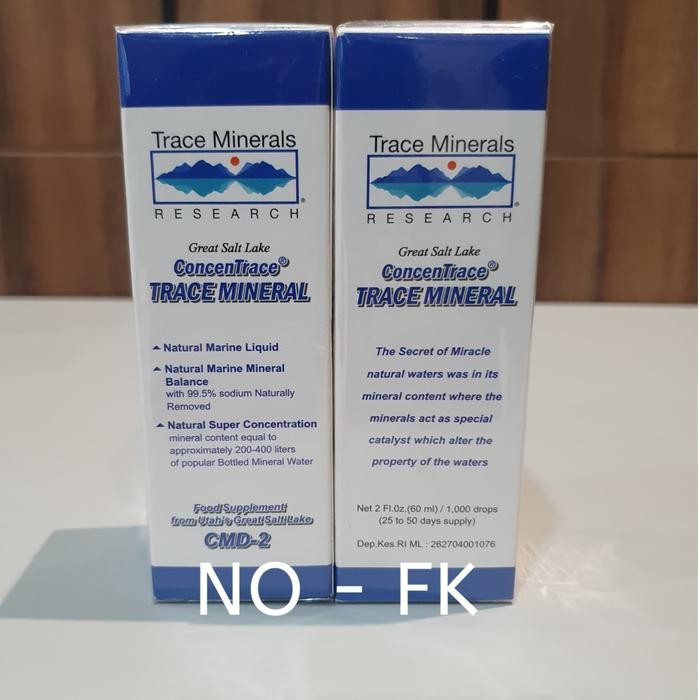 Trace Minerals
RESEARCH®
Great Salt Lake
ConcenTrace®
TRACE MINERAL
Natural Marine Liquid
Natural Marine Mineral
Balance
with 99.5% sodium Naturally
Removed
Natural Super Concentration
mineral content equal to
approximately 200-400 liters
of popular Bottled Mineral Water
Food Supplement
from Utah's Great Salt Lake
CMD-2
Trace Minerals
RESEARCH®
Great Salt Lake
ConcenTrace®
TRACE MINERAL
The Secret of Miracle
natural waters was in its
mineral content where the
minerals act as special
catalyst which alter the
property of the waters
Net 2 Fl.Oz.(60 ml) / 1,000 drops
(25 to 50 days supply)
Dep.Kes.RI ML : 262704001076
NO - FK